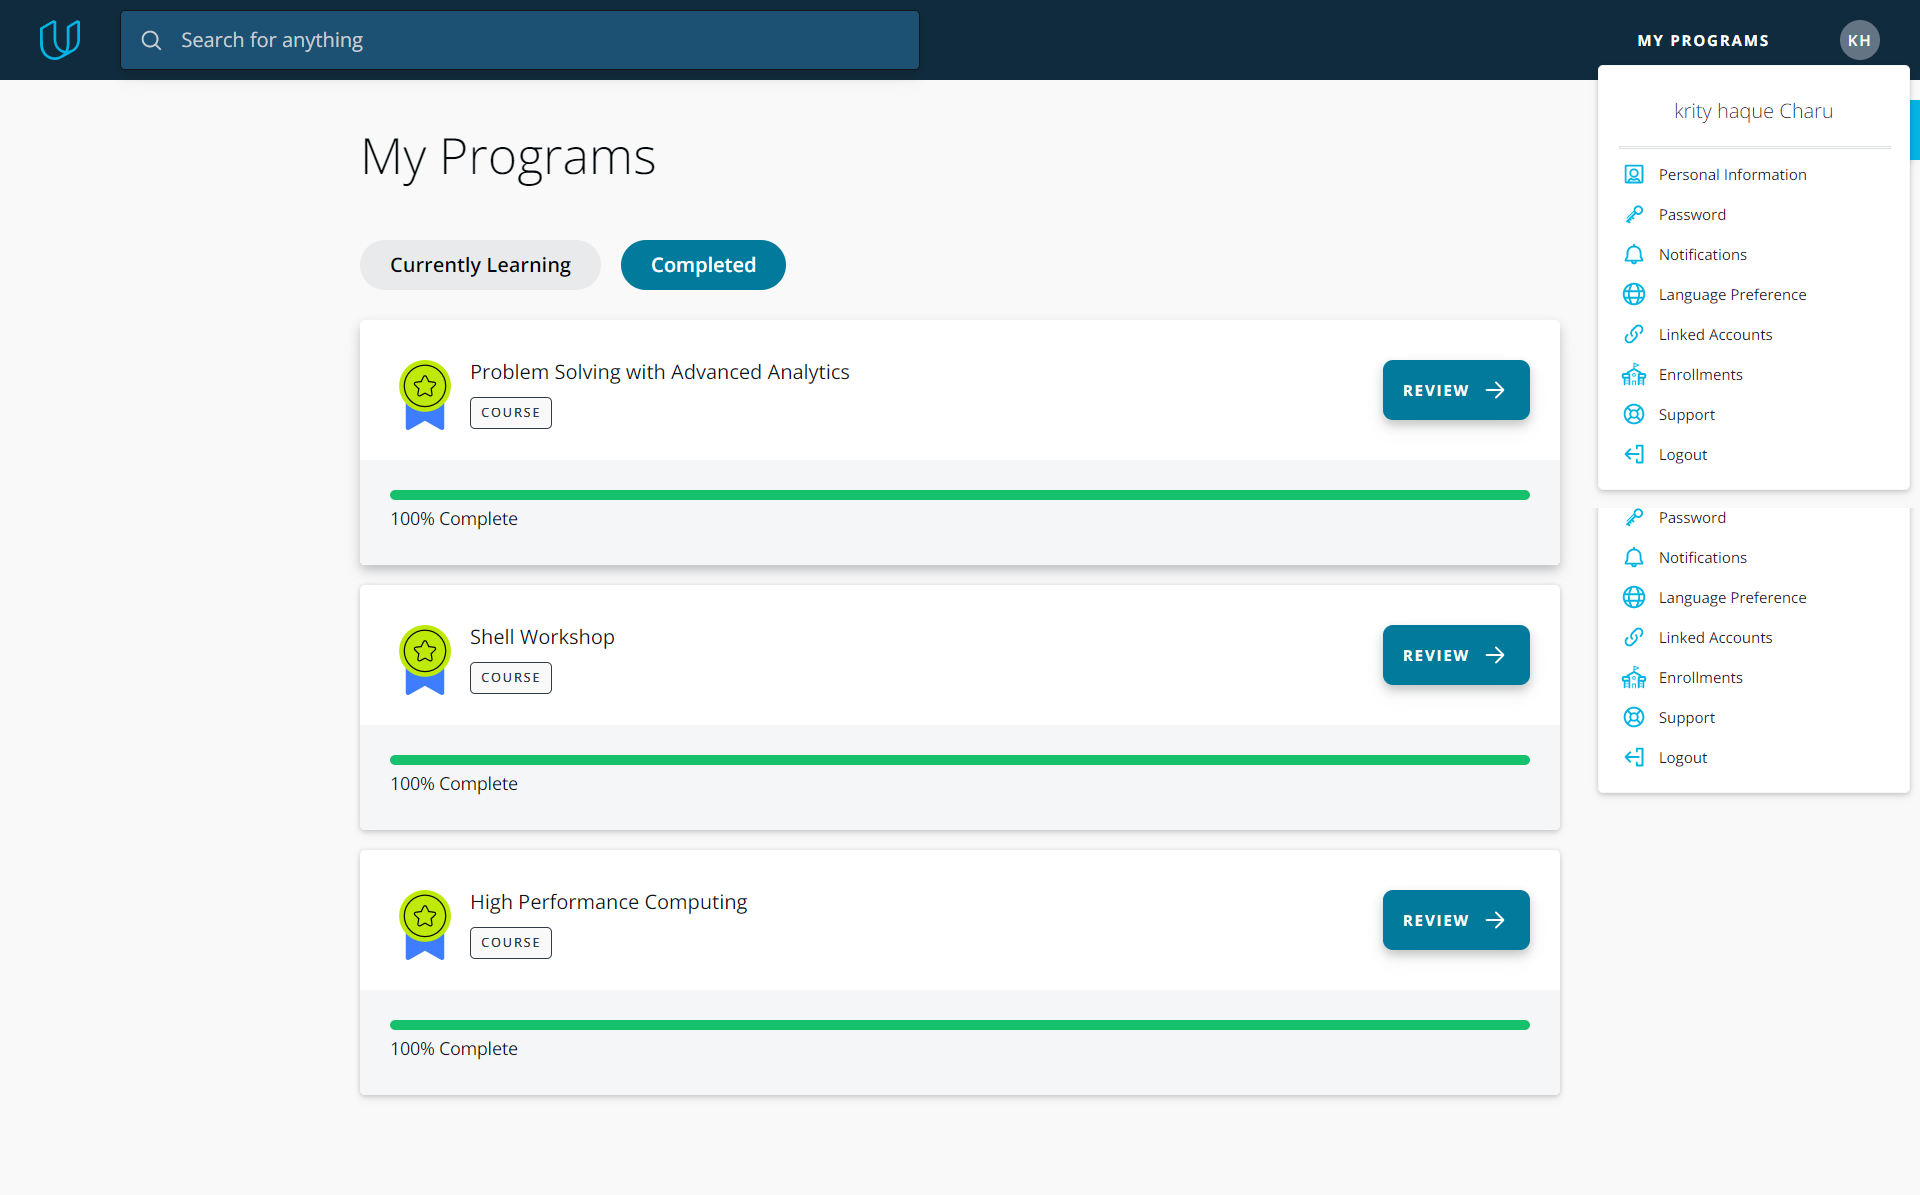 Search for anything
MY PROGRAMS
KH
krity haque Charu
Personal Information
Password
Notifications
Language Preference
Linked Accounts
Enrollments
Support
Logout
My Programs
Currently Learning
Completed
Problem Solving with Advanced Analytics
COURSE
REVIEW
100% Complete
Shell Workshop
COURSE
REVIEW
100% Complete
High Performance Computing
COURSE
REVIEW
100% Complete
Password
Notifications
Language Preference
Linked Accounts
Enrollments
Support
Logout